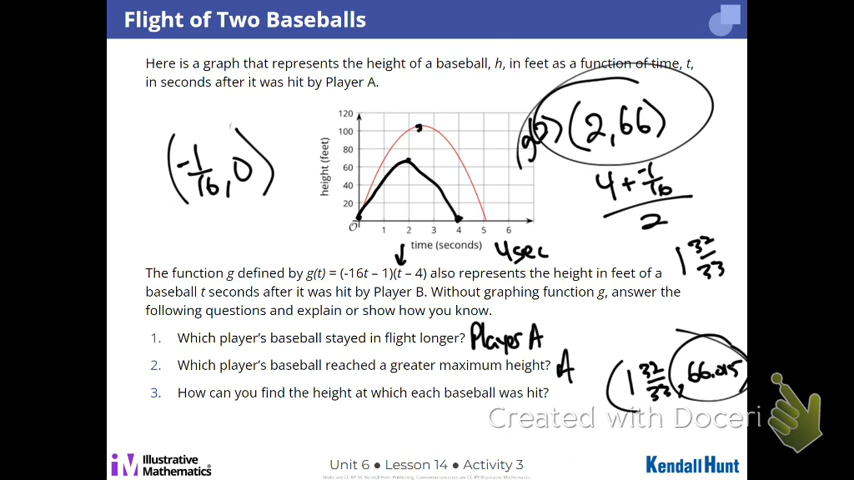 Flight of Two Baseballs
Here is a graph that represents the height of a baseball, h, in feet as a function of time, t,
in seconds after it was hit by Player A.
(-1/16, 0)
height (feet)
120
100
80
60
40
20
O
1 2 3 4 5 6
time (seconds)
4sec
g(2) (2,66)
4 + -1/16
2
1 32/33
The function g defined by g(t) = (-16t – 1)(t – 4) also represents the height in feet of a
baseball t seconds after it was hit by Player B. Without graphing function g, answer the
following questions and explain or show how you know.
1. Which player's baseball stayed in flight longer? Player A
2. Which player's baseball reached a greater maximum height? A
(1 32/33, 66.015
3. How can you find the height at which each baseball was hit?
Created with Doceri
IM Illustrative
Mathematics®
Unit 6 • Lesson 14 • Activity 3
Kendall Hunt